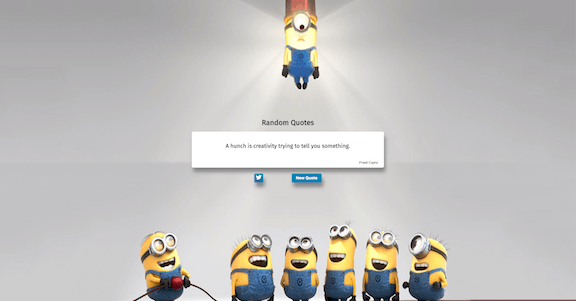 Random Quotes
A hunch is creativity trying to tell you something.
-Frank Capra
New Quote